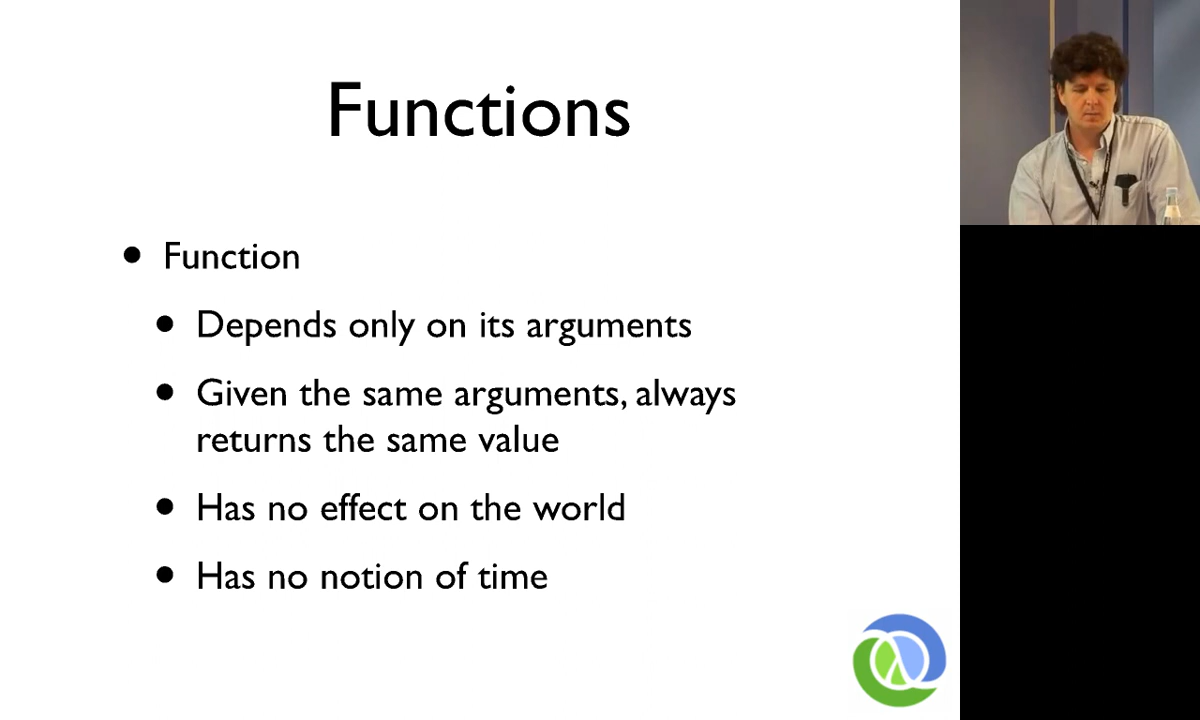 Functions
• Function
• Depends only on its arguments
• Given the same arguments, always
returns the same value
• Has no effect on the world
• Has no notion of time